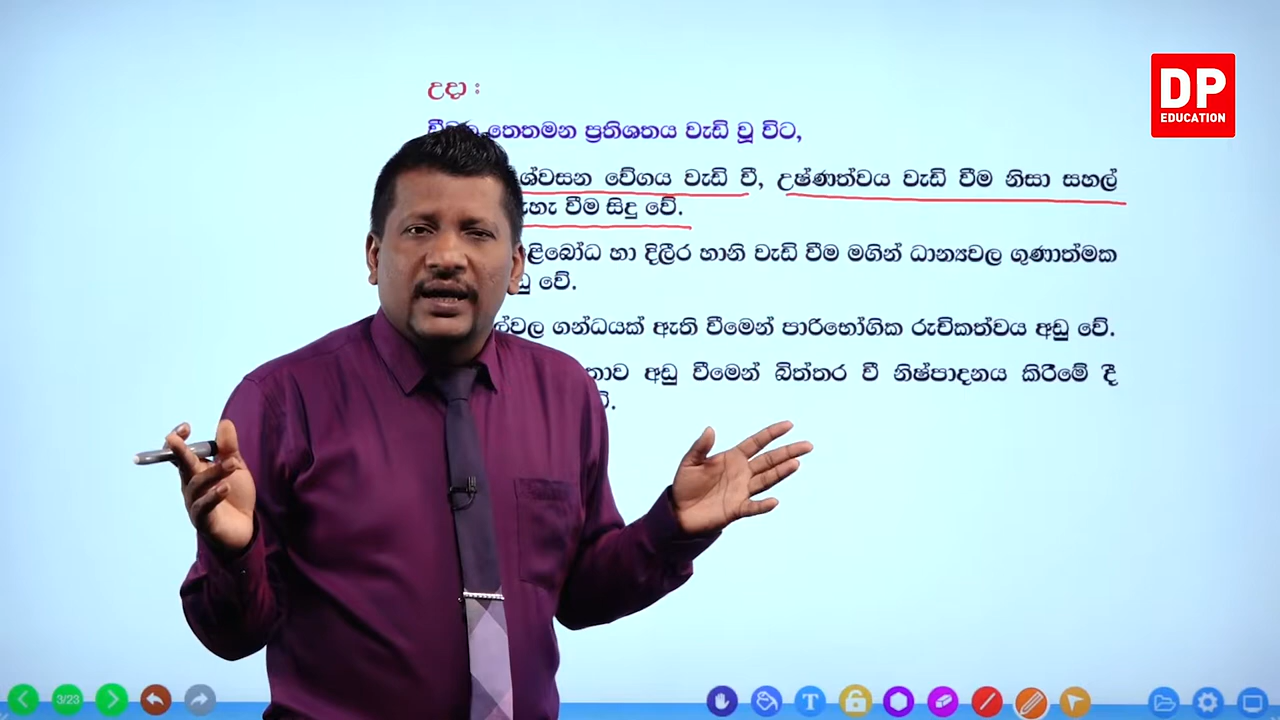 DP
EDUCATION
උදා :
තෙතමන ප්‍රතිශතය වැඩි වූ විට,
වේගය වැඩි වී, උෂ්ණත්වය වැඩි වීම නිසා සහල්
වීම සිදු වේ.
හා දිලීර හානි වැඩි වීම මගින් ධාන්‍යවල ගුණාත්මක
වේ.
ගන්ධයක් ඇති වීමෙන් පාරිභෝගික රුචිකත්වය අඩු වේ.
අඩු වීමෙන් බිත්තර වී නිෂ්පාදනය කිරීමේ දී
3/23
T